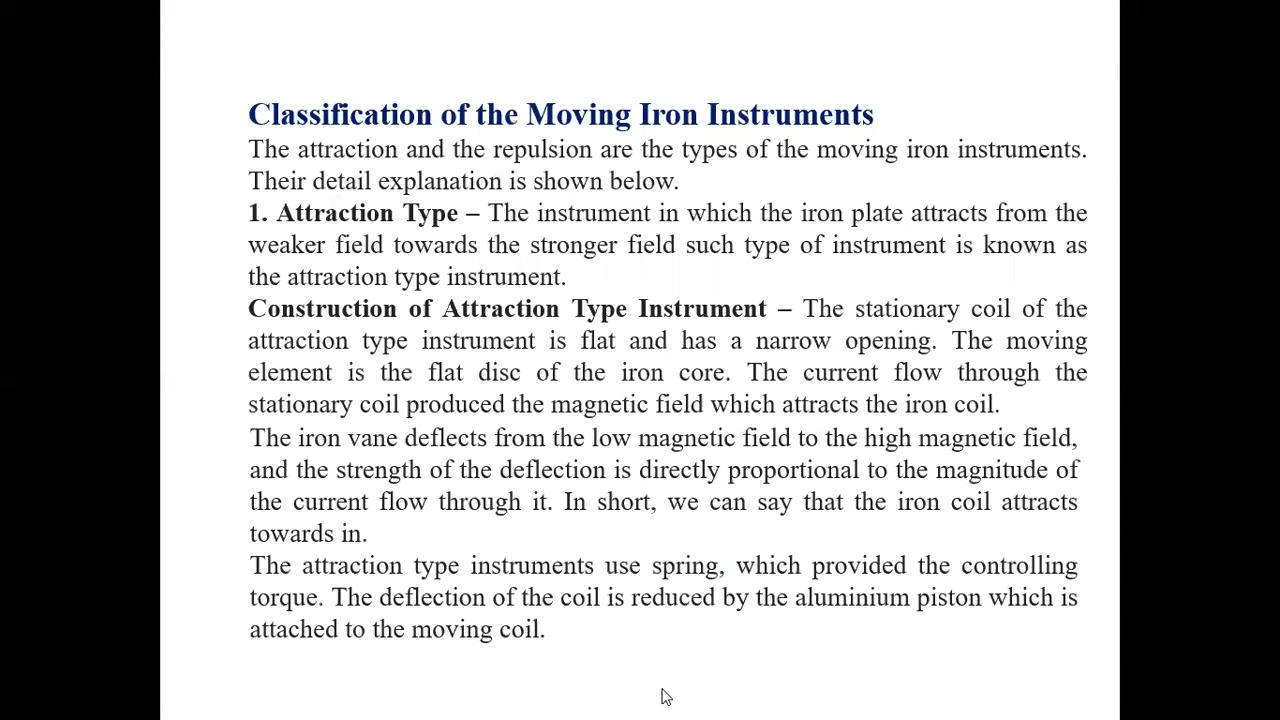 Classification of the Moving Iron Instruments
The attraction and the repulsion are the types of the moving iron instruments.
Their detail explanation is shown below.
1. Attraction Type – The instrument in which the iron plate attracts from the
weaker field towards the stronger field such type of instrument is known as
the attraction type instrument.
Construction of Attraction Type Instrument – The stationary coil of the
attraction type instrument is flat and has a narrow opening. The moving
element is the flat disc of the iron core. The current flow through the
stationary coil produced the magnetic field which attracts the iron coil.
The iron vane deflects from the low magnetic field to the high magnetic field,
and the strength of the deflection is directly proportional to the magnitude of
the current flow through it. In short, we can say that the iron coil attracts
towards in.
The attraction type instruments use spring, which provided the controlling
torque. The deflection of the coil is reduced by the aluminium piston which is
attached to the moving coil.